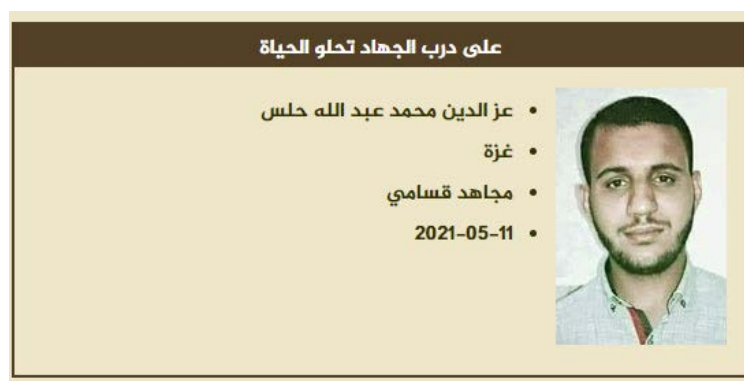 على درب الجهاد تحلو الحياة
• عز الدين محمد عبد الله حلس
• غزة
• مجاهد قسامي
• 2021-05-11